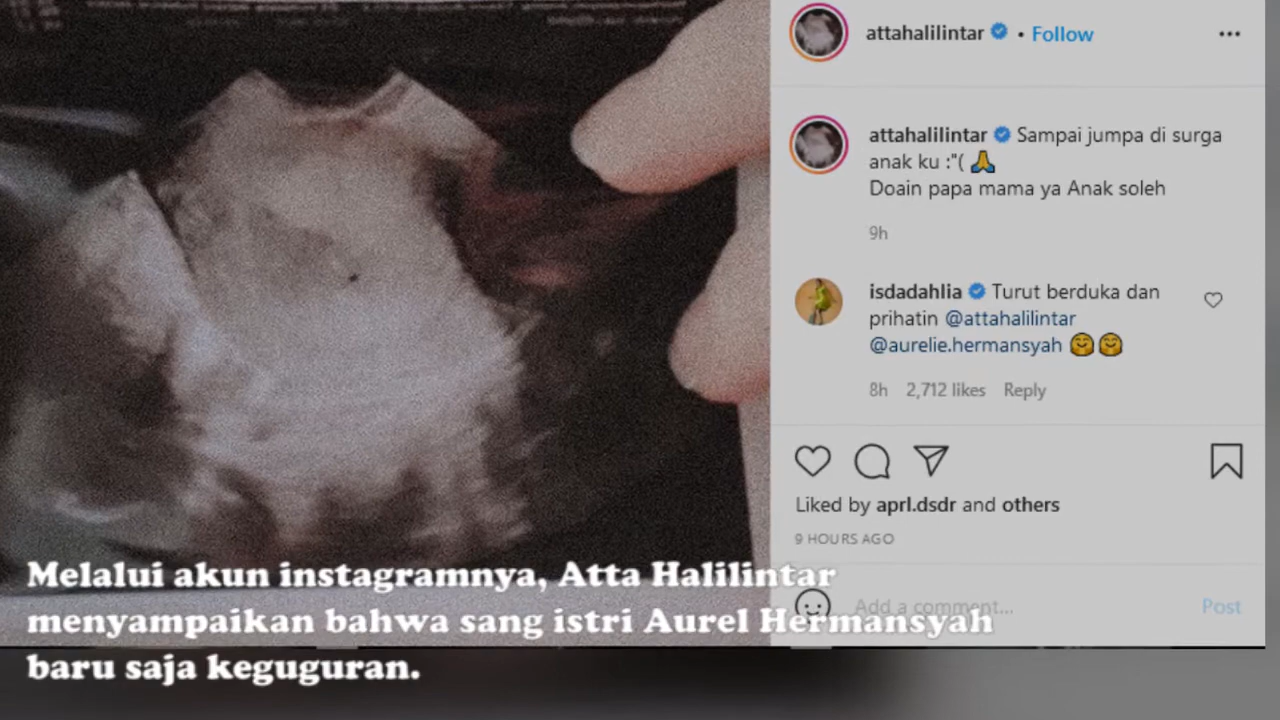 attahalilintar • Follow
attahalilintar Sampai jumpa di surga
anak ku :"( 🙏
Doain papa mama ya Anak soleh
9h
isdadahlia Turut berduka dan
prihatin @attahalilintar
@aurelie.hermansyah 🤗🤗
8h 2,712 likes Reply
Liked by aprl.dsdr and others
9 HOURS AGO
Add a comment... Post
Melalui akun instagramnya, Atta Halilintar
menyampaikan bahwa sang istri Aurel Hermansyah
baru saja keguguran.